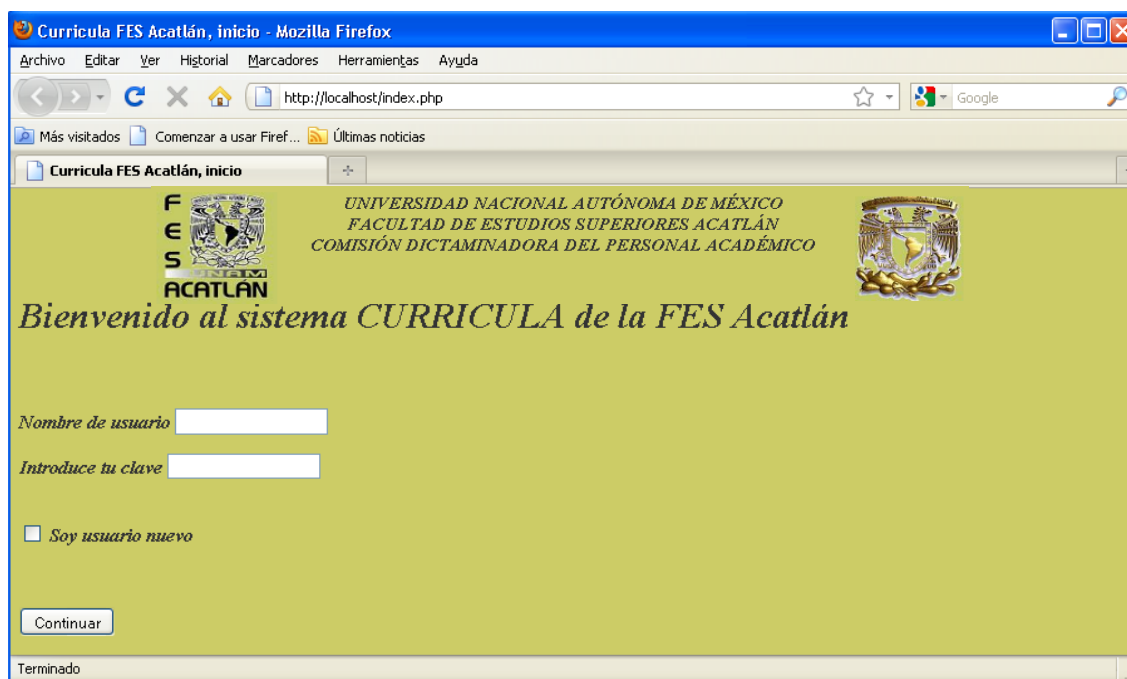 Curricula FES Acatlán, inicio - Mozilla Firefox
Archivo Editar Ver Historial Marcadores Herramientas Ayuda
http://localhost/index.php Google
Más visitados Comenzar a usar Firef... Últimas noticias
Curricula FES Acatlán, inicio
FES
UNAM
ACATLÁN
UNIVERSIDAD NACIONAL AUTÓNOMA DE MÉXICO
FACULTAD DE ESTUDIOS SUPERIORES ACATLÁN
COMISIÓN DICTAMINADORA DEL PERSONAL ACADÉMICO
Bienvenido al sistema CURRICULA de la FES Acatlán
Nombre de usuario
Introduce tu clave
Soy usuario nuevo
Continuar
Terminado